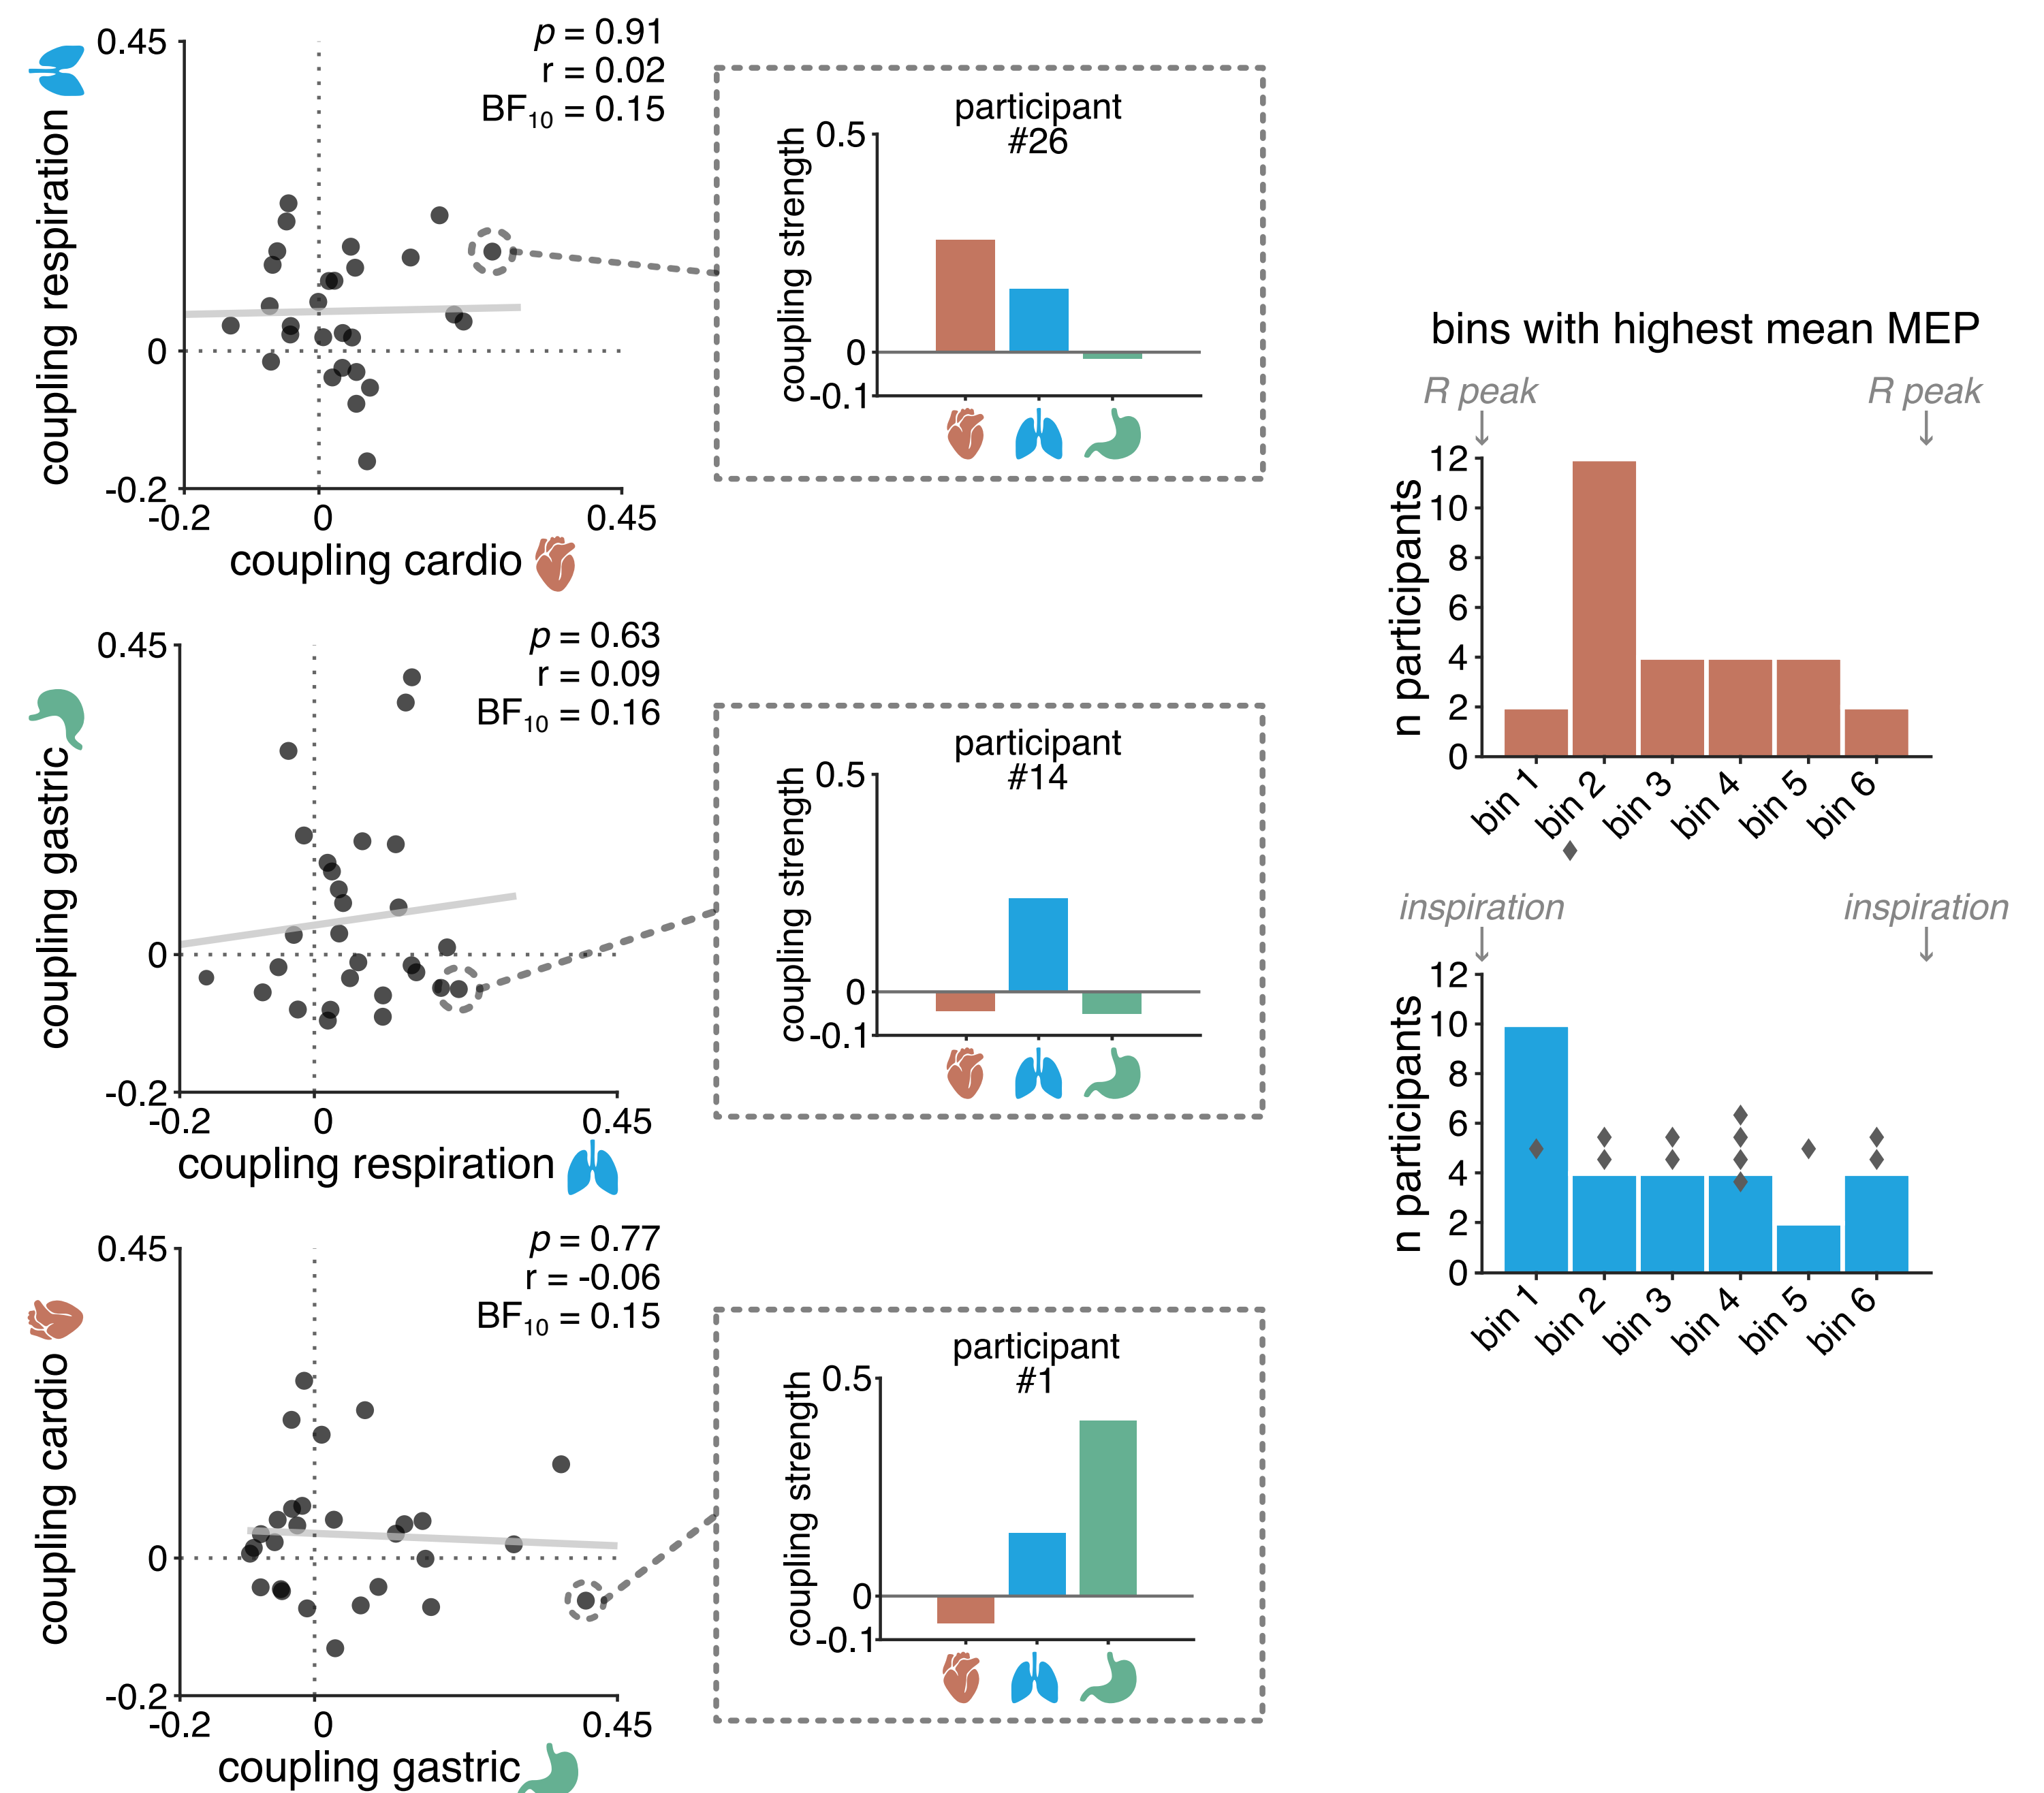 p = 0.91
r = 0.02
BF10 = 0.15
coupling respiration
0.45
0
-0.2
-0.2
0
0.45
coupling cardio
participant
#26
coupling strength
0.5
0
-0.1
p = 0.63
r = 0.09
BF10 = 0.16
coupling gastric
0.45
0
-0.2
-0.2
0
0.45
coupling respiration
participant
#14
coupling strength
0.5
0
-0.1
p = 0.77
r = -0.06
BF10 = 0.15
coupling cardio
0.45
0
-0.2
-0.2
0
0.45
coupling gastric
participant
#1
coupling strength
0.5
0
-0.1
bins with highest mean MEP
R peak
R peak
n participants
12
10
8
6
4
2
0
bin 1
bin 2
bin 3
bin 4
bin 5
bin 6
inspiration
inspiration
n participants
12
10
8
6
4
2
0
bin 1
bin 2
bin 3
bin 4
bin 5
bin 6